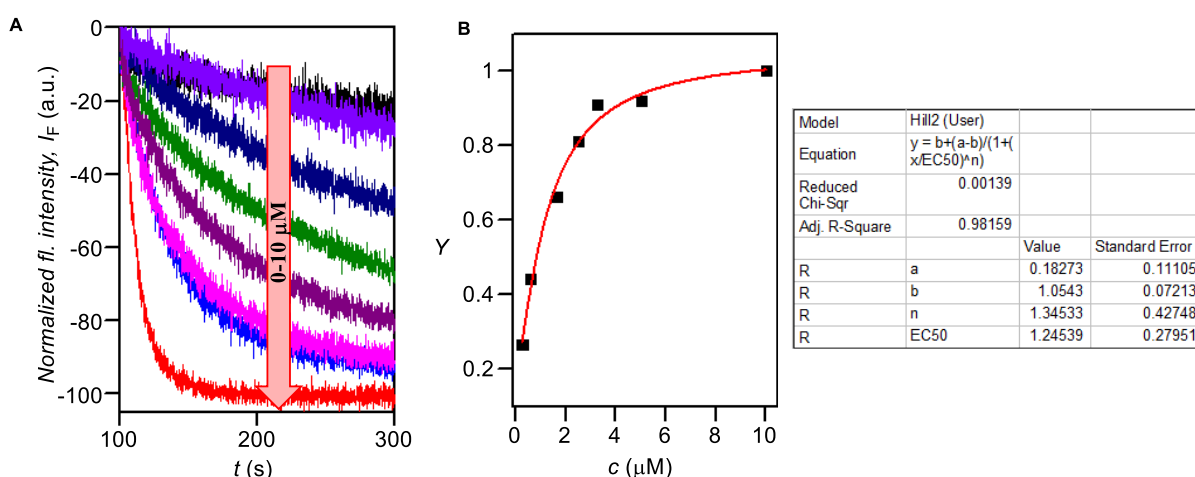 A
Normalized fl. intensity, I_F (a.u.)
0
-20
-40
-60
-80
-100
0-10 μM
100
200
300
t (s)
B
Y
1
0.8
0.6
0.4
0.2
0
2
4
6
8
10
c (μM)
Model Hill2 (User)
Equation y = b+(a-b)/(1+(
x/EC50)^n)
Reduced 0.00139
Chi-Sqr
Adj. R-Square 0.98159
Value Standard Error
R a 0.18273 0.11105
R b 1.0543 0.07213
R n 1.34533 0.42748
R EC50 1.24539 0.27951